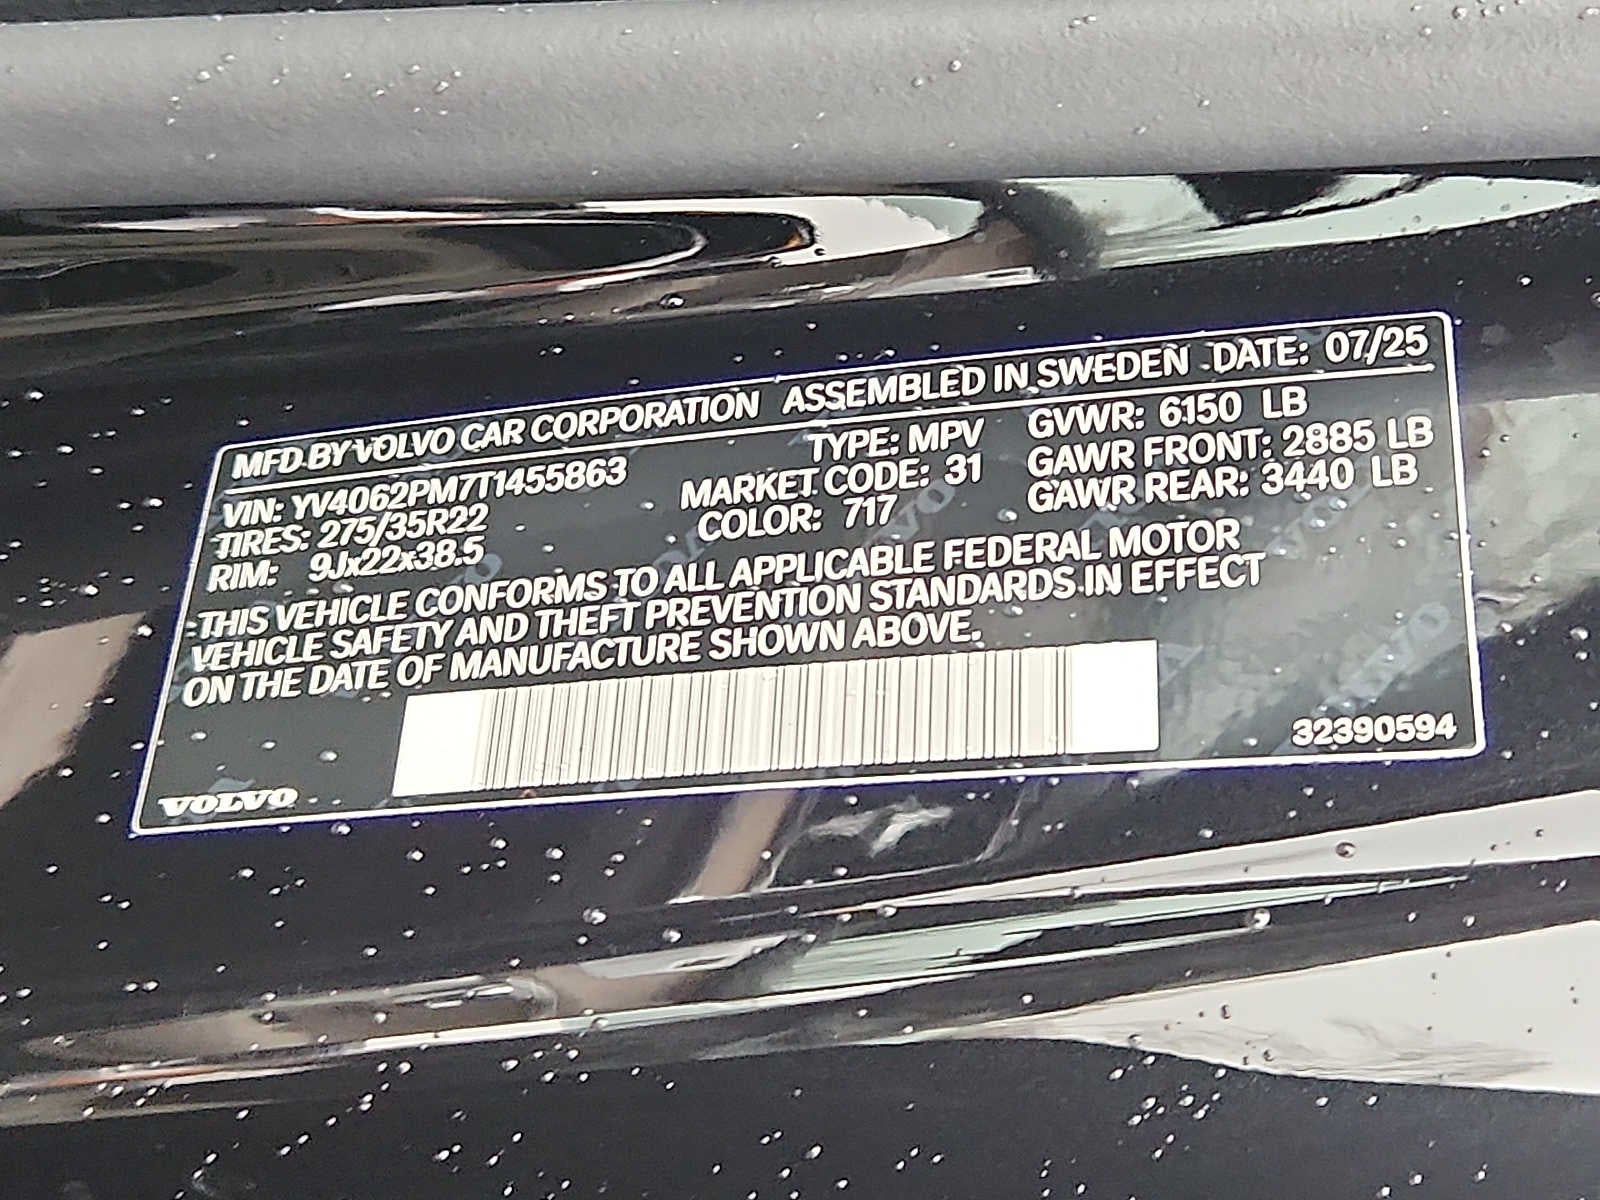 MFD BY VOLVO CAR CORPORATION ASSEMBLED IN SWEDEN DATE: 07/25
VIN: YV4062PM7T1455863 TYPE: MPV GVWR: 6150 LB
TIRES: 275/35R22 MARKET CODE: 31 GAWR FRONT: 2885 LB
RIM: 9Jx22x38.5 COLOR: 717 GAWR REAR: 3440 LB
THIS VEHICLE CONFORMS TO ALL APPLICABLE FEDERAL MOTOR
VEHICLE SAFETY AND THEFT PREVENTION STANDARDS IN EFFECT
ON THE DATE OF MANUFACTURE SHOWN ABOVE.
VOLVO 32390594